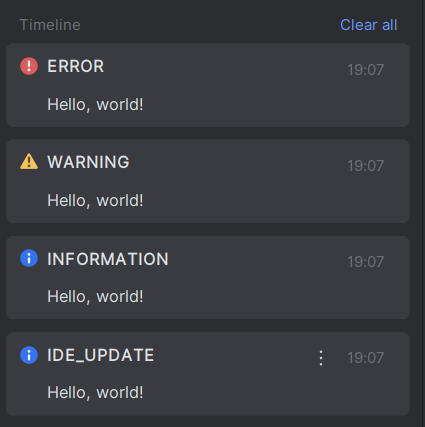 Timeline Clear all
ERROR 19:07
Hello, world!
WARNING 19:07
Hello, world!
INFORMATION 19:07
Hello, world!
IDE_UPDATE 19:07
Hello, world!